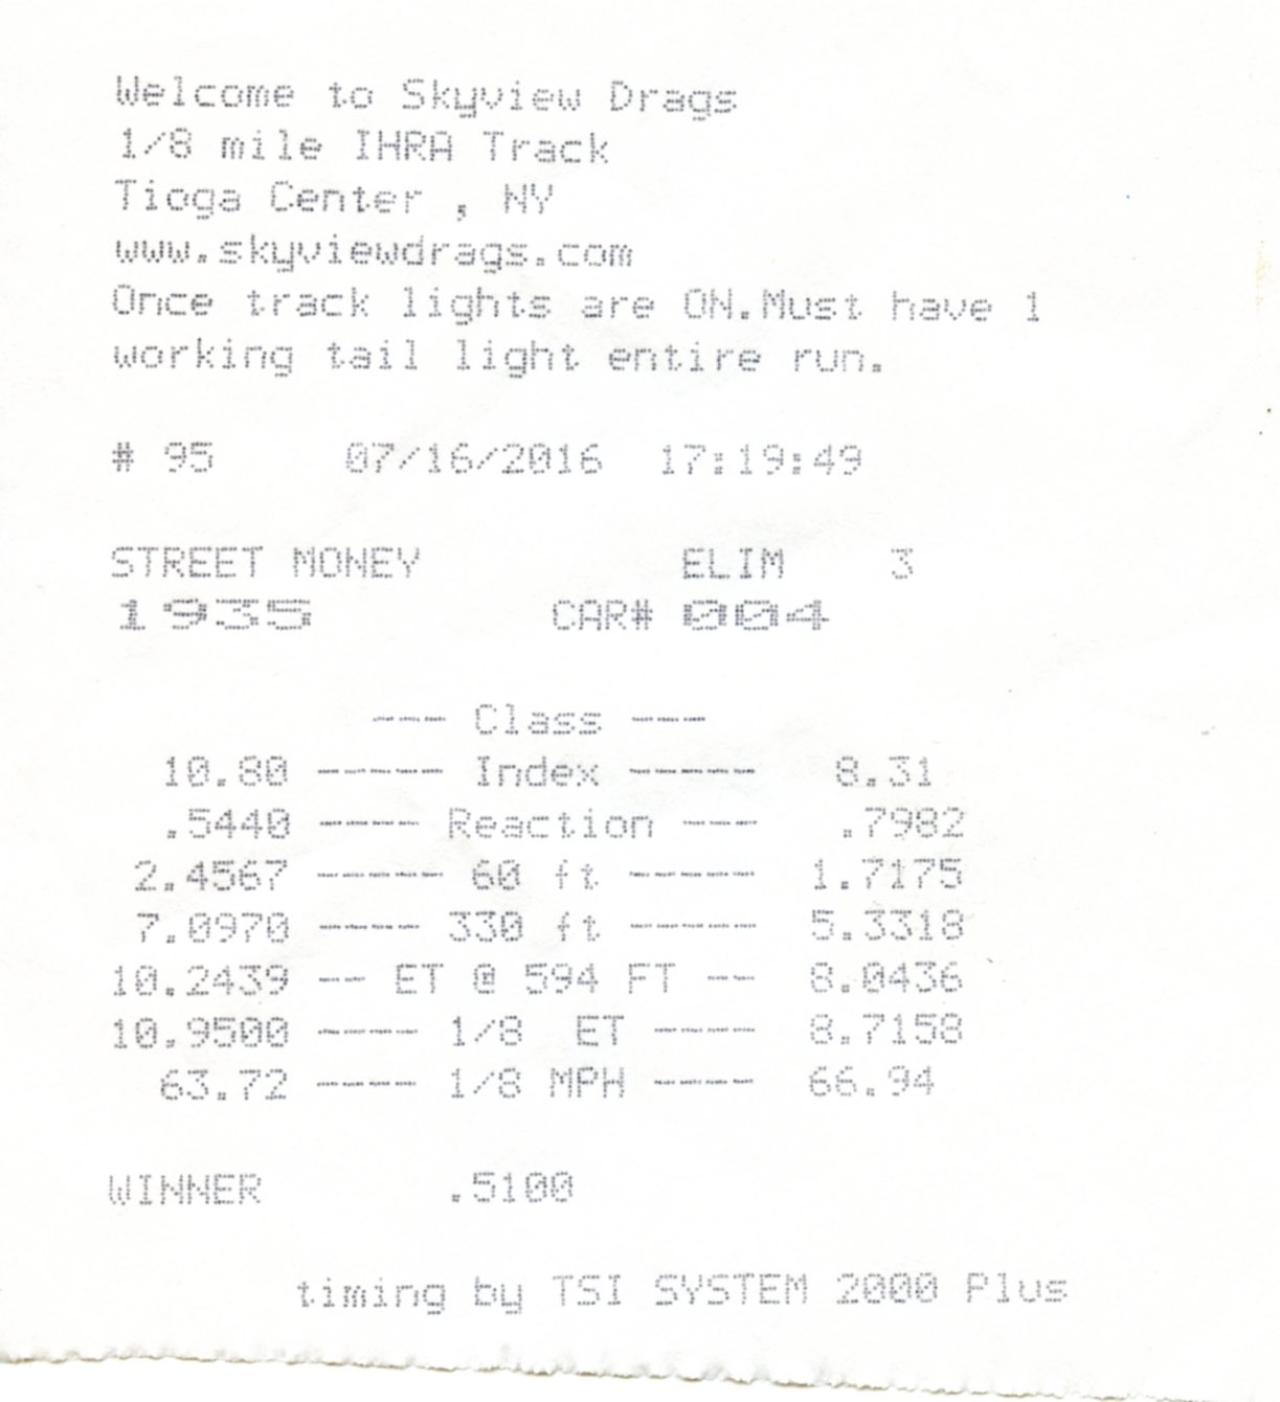 Welcome to Skyview Drags
1/8 mile IHRA Track
Tioga Center , NY
www.skyviewdrags.com
Once track lights are ON.Must have 1
working tail light entire run.
# 95 07/16/2016 17:19:49
STREET MONEY ELIM 3
1935 CAR# 004
--- Class ---
10.80 ----- Index ----- 8.31
.5440 ---- Reaction --- .7982
2.4567 ----- 60 ft ----- 1.7175
7.0970 ---- 330 ft ----- 5.3318
10.2439 -- ET @ 594 FT -- 8.0436
10.9500 ---- 1/8 ET ---- 8.7158
63.72 ---- 1/8 MPH ---- 66.94
WINNER .5100
timing by TSI SYSTEM 2000 Plus